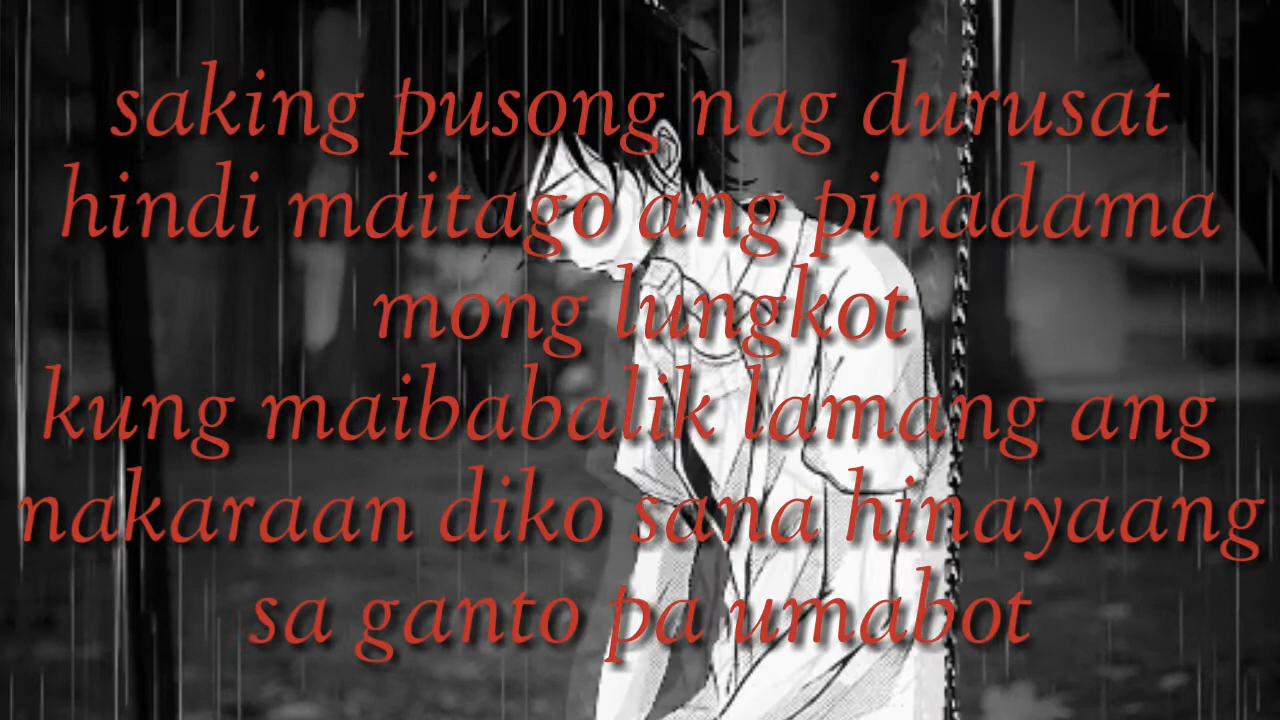 saking pusong nag durusat
hindi maitago ang pinadama
mong lungkot
kung maibabalik lamang ang
nakaraan diko sana hinayaang
sa ganto pa umabot